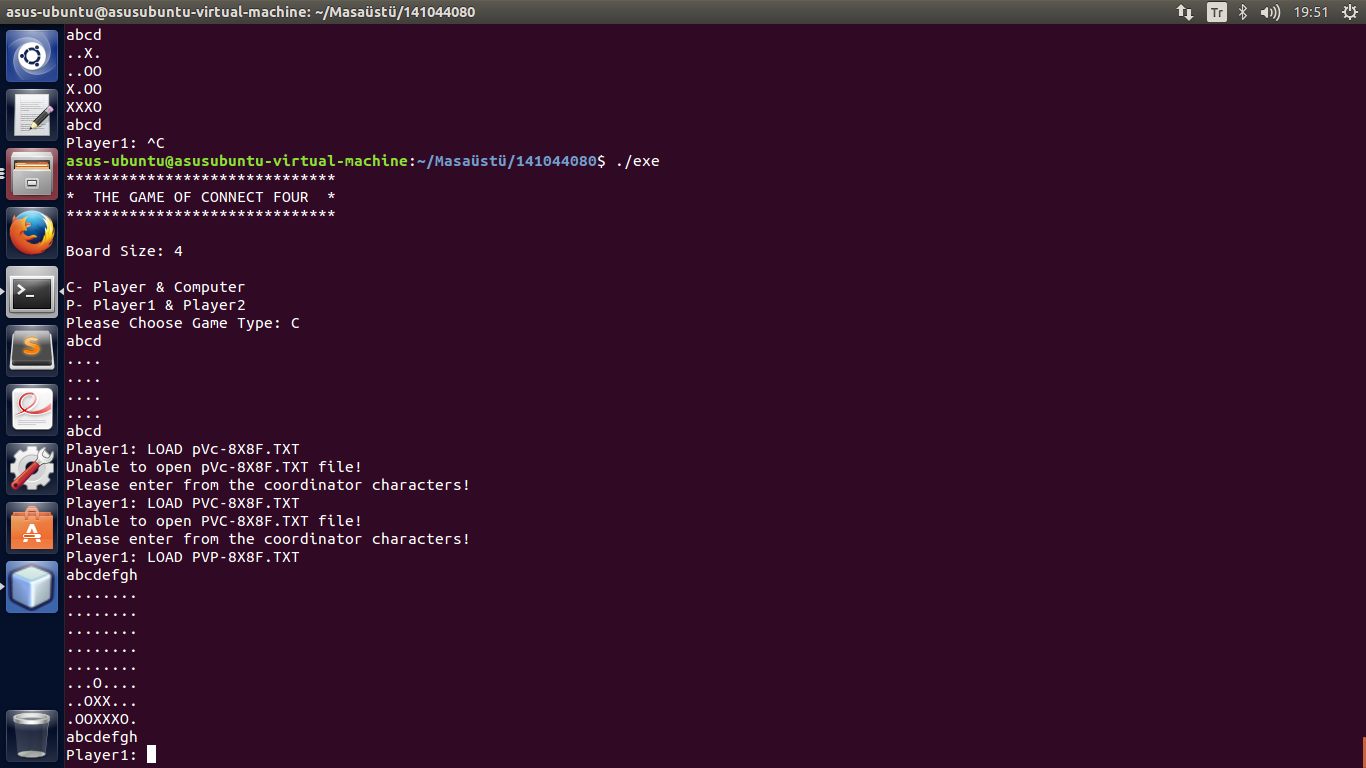 asus-ubuntu@asusubuntu-virtual-machine: ~/Masaüstü/141044080
Tr
19:51
abcd
..X.
..OO
X.OO
XXXO
abcd
Player1: ^C
asus-ubuntu@asusubuntu-virtual-machine:~/Masaüstü/141044080$ ./exe
******************************
*  THE GAME OF CONNECT FOUR  *
******************************
Board Size: 4
C- Player & Computer
P- Player1 & Player2
Please Choose Game Type: C
abcd
....
....
....
....
abcd
Player1: LOAD pVc-8X8F.TXT
Unable to open pVc-8X8F.TXT file!
Please enter from the coordinator characters!
Player1: LOAD PVC-8X8F.TXT
Unable to open PVC-8X8F.TXT file!
Please enter from the coordinator characters!
Player1: LOAD PVP-8X8F.TXT
abcdefgh
........
........
........
........
........
...O....
..OXX...
.OOXXXO.
abcdefgh
Player1: